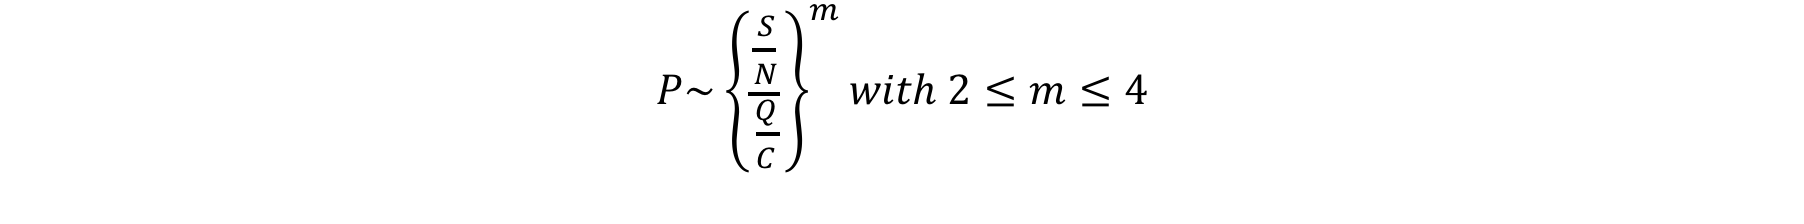 P~{(S/N)/(Q/C)}^m with 2 ≤ m ≤ 4